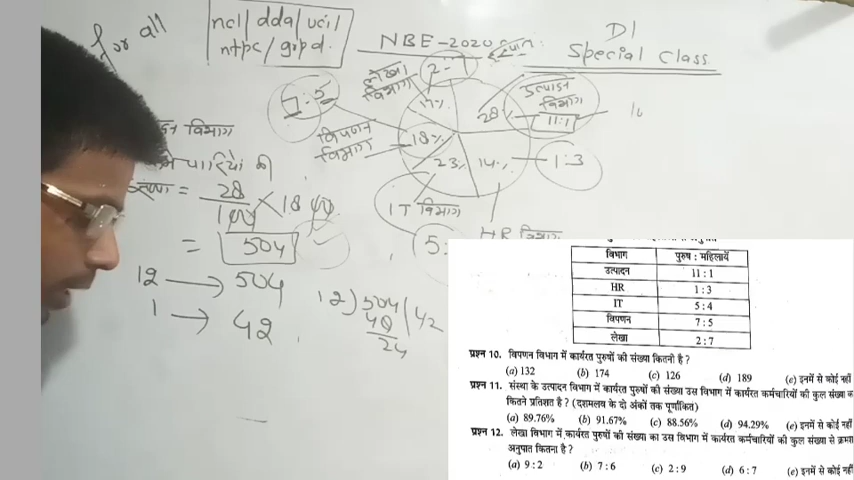 for all
ncl/dda/uci/
ntpc/grp d.
NBE-2020
DI
Special Class
लेखा
विभाग
2:7
उत्पादन
विभाग
11:1
28%
7:5
विपणन
विभाग
18%
23%
14%
1:3
IT विभाग
HR विभाग
5:
विभाग
28
= 504
12 → 504
1 → 42
12)504(42
48
24
विभाग पुरुष : महिलायें
उत्पादन 11 : 1
HR 1 : 3
IT 5 : 4
विपणन 7 : 5
लेखा 2 : 7
प्रश्न 10. विपणन विभाग में कार्यरत पुरुषों की संख्या कितनी है ?
(a) 132 (b) 174 (c) 126 (d) 189 (e) इनमें से कोई नहीं
प्रश्न 11. संस्था के उत्पादन विभाग में कार्यरत पुरुषों की संख्या उस विभाग में कार्यरत कर्मचारियों की कुल संख्या का
कितने प्रतिशत है ? (दशमलव के दो अंकों तक पूर्णांकित)
(a) 89.76% (b) 91.67% (c) 88.56% (d) 94.29% (e) इनमें से कोई नहीं
प्रश्न 12. लेखा विभाग में कार्यरत पुरुषों की संख्या का उस विभाग में कार्यरत कर्मचारियों की कुल संख्या से क्रमश
अनुपात कितना है ?
(a) 9 : 2 (b) 7 : 6 (c) 2 : 9 (d) 6 : 7 (e) इनमें से कोई नहीं